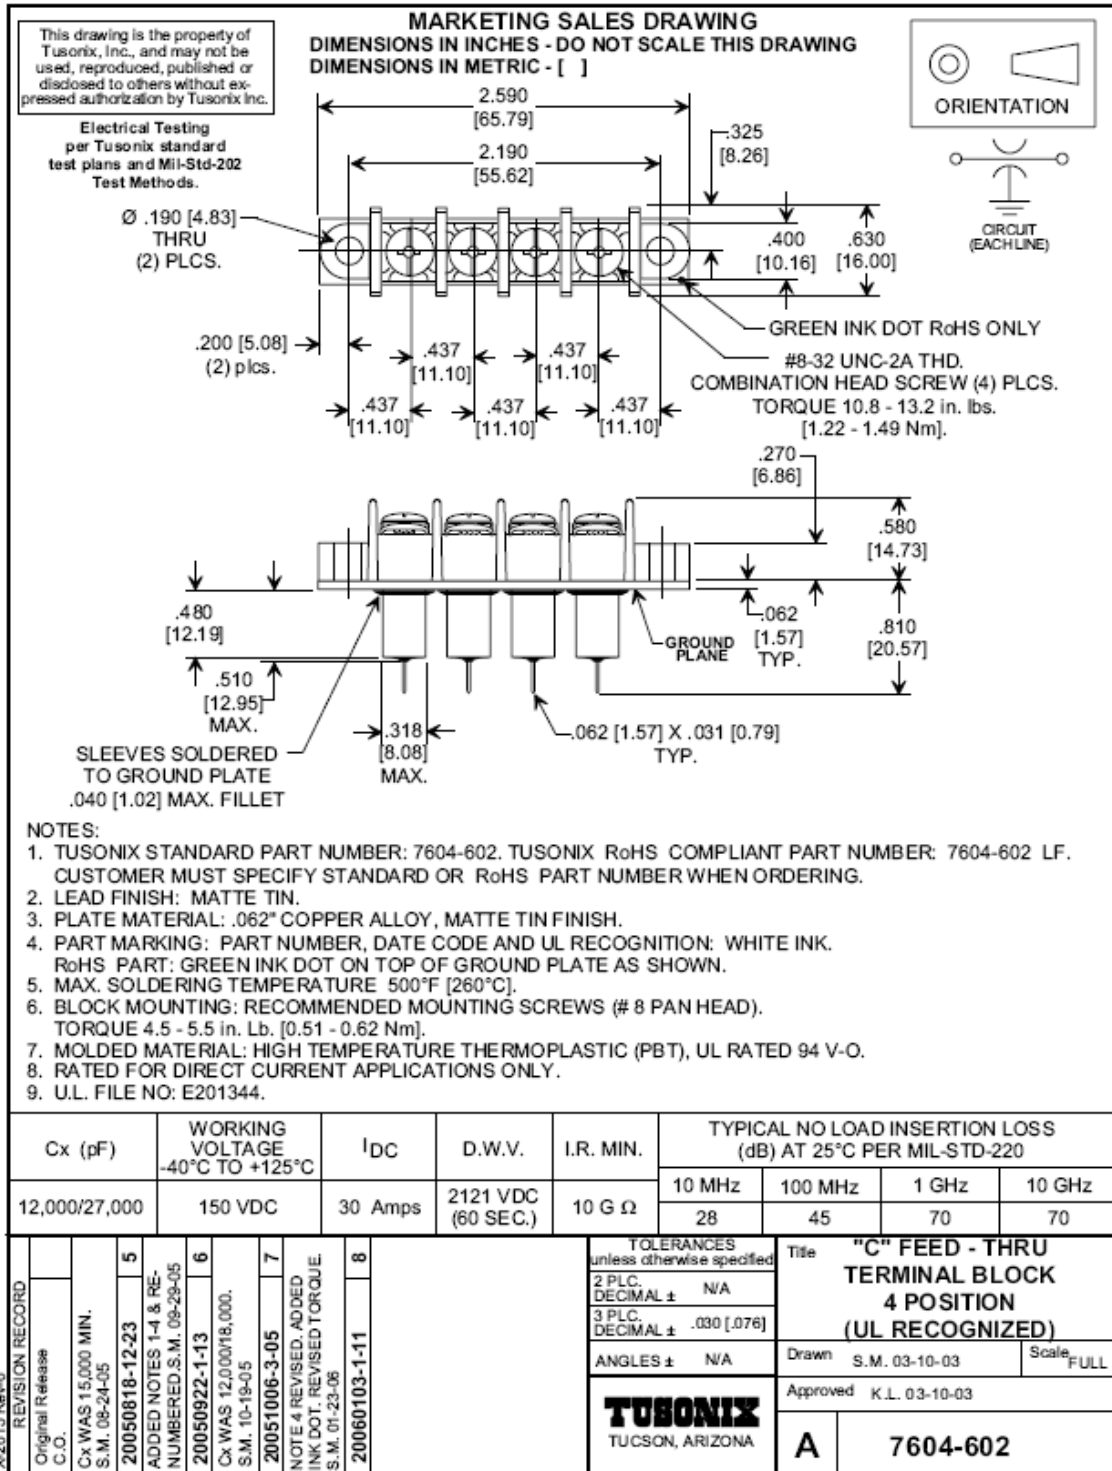 This drawing is the property of
Tusonix, Inc., and may not be
used, reproduced, published or
disclosed to others without ex-
pressed authorization by Tusonix Inc.
MARKETING SALES DRAWING
DIMENSIONS IN INCHES - DO NOT SCALE THIS DRAWING
DIMENSIONS IN METRIC - [ ]
ORIENTATION
Electrical Testing
per Tusonix standard
test plans and Mil-Std-202
Test Methods.
2.590
[65.79]
2.190
[55.62]
.325
[8.26]
CIRCUIT
(EACH LINE)
Ø .190 [4.83]
THRU
(2) PLCS.
.400
[10.16]
.630
[16.00]
.200 [5.08]
(2) plcs.
.437
[11.10]
.437
[11.10]
.437
[11.10]
.437
[11.10]
.437
[11.10]
GREEN INK DOT RoHS ONLY
#8-32 UNC-2A THD.
COMBINATION HEAD SCREW (4) PLCS.
TORQUE 10.8 - 13.2 in. lbs.
[1.22 - 1.49 Nm].
.270
[6.86]
.580
[14.73]
.480
[12.19]
.510
[12.95]
MAX.
.318
[8.08]
MAX.
GROUND
PLANE
.062
[1.57]
TYP.
.810
[20.57]
.062 [1.57] X .031 [0.79]
TYP.
SLEEVES SOLDERED
TO GROUND PLATE
.040 [1.02] MAX. FILLET
NOTES:
1. TUSONIX STANDARD PART NUMBER: 7604-602. TUSONIX RoHS COMPLIANT PART NUMBER: 7604-602 LF.
CUSTOMER MUST SPECIFY STANDARD OR RoHS PART NUMBER WHEN ORDERING.
2. LEAD FINISH: MATTE TIN.
3. PLATE MATERIAL: .062" COPPER ALLOY, MATTE TIN FINISH.
4. PART MARKING: PART NUMBER, DATE CODE AND UL RECOGNITION: WHITE INK.
RoHS PART: GREEN INK DOT ON TOP OF GROUND PLATE AS SHOWN.
5. MAX. SOLDERING TEMPERATURE 500°F [260°C].
6. BLOCK MOUNTING: RECOMMENDED MOUNTING SCREWS (# 8 PAN HEAD).
TORQUE 4.5 - 5.5 in. Lb. [0.51 - 0.62 Nm].
7. MOLDED MATERIAL: HIGH TEMPERATURE THERMOPLASTIC (PBT), UL RATED 94 V-O.
8. RATED FOR DIRECT CURRENT APPLICATIONS ONLY.
9. U.L. FILE NO: E201344.
Cx (pF)
WORKING
VOLTAGE
-40°C TO +125°C
IDC
D.W.V.
I.R. MIN.
TYPICAL NO LOAD INSERTION LOSS
(dB) AT 25°C PER MIL-STD-220
10 MHz
100 MHz
1 GHz
10 GHz
12,000/27,000
150 VDC
30 Amps
2121 VDC
(60 SEC.)
10 G Ω
28
45
70
70
REVISION RECORD
Original Release
C.O.
Cx WAS 15,000 MIN.
S.M. 08-24-05
20050818-12-23
5
ADDED NOTES 1-4 & RE-
NUMBERED.S.M. 09-29-05
20050922-1-13
6
Cx WAS 12,000/18,000.
S.M. 10-19-05
20051006-3-05
7
NOTE 4 REVISED. ADDED
INK DOT. REVISED TORQUE.
S.M. 01-23-06
20060103-1-11
8
TOLERANCES
unless otherwise specified
2 PLC.
DECIMAL ± N/A
3 PLC.
DECIMAL ± .030 [.076]
ANGLES ± N/A
TUSONIX
TUCSON, ARIZONA
Title
"C" FEED - THRU
TERMINAL BLOCK
4 POSITION
(UL RECOGNIZED)
Drawn S.M. 03-10-03
Scale FULL
Approved K.L. 03-10-03
A
7604-602